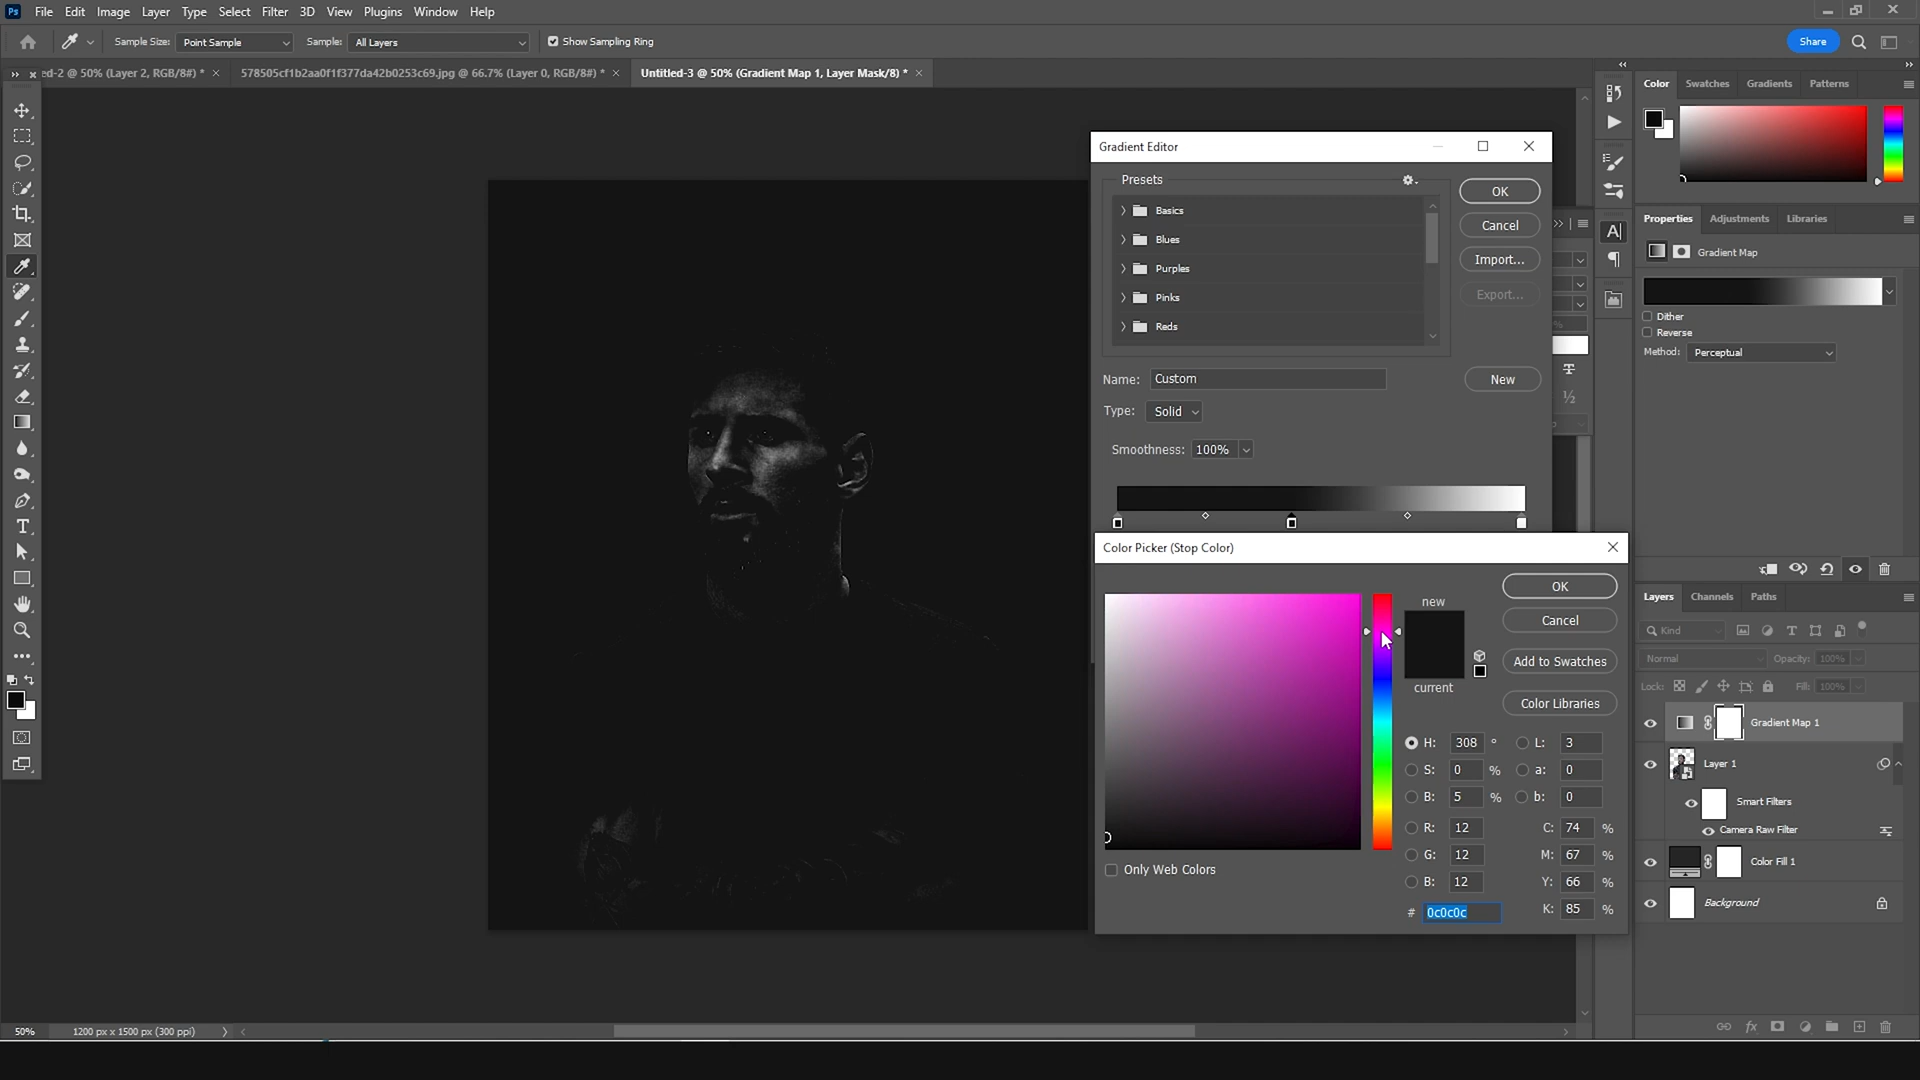 Ps File Edit Image Layer Type Select Filter 3D View Plugins Window Help
Sample Size: Point Sample Sample: All Layers Show Sampling Ring Share
ed-2 @ 50% (Layer 2, RGB/8#) * × 578505cf1b2aa0f1f377da42b0253c69.jpg @ 66.7% (Layer 0, RGB/8#) * × Untitled-3 @ 50% (Gradient Map 1, Layer Mask/8) * ×
Color Swatches Gradients Patterns
Gradient Editor
Presets
Basics
Blues
Purples
Pinks
Reds
OK
Cancel
Import...
Export...
Name: Custom New
Type: Solid
Smoothness: 100%
Color Picker (Stop Color)
new
current
OK
Cancel
Add to Swatches
Color Libraries
H: 308 ° L: 3
S: 0 % a: 0
B: 5 % b: 0
R: 12 C: 74 %
G: 12 M: 67 %
B: 12 Y: 66 %
# 0c0c0c K: 85 %
Only Web Colors
Properties Adjustments Libraries
Gradient Map
Dither
Reverse
Method: Perceptual
Layers Channels Paths
Kind
Normal Opacity: 100%
Lock: Fill: 100%
Gradient Map 1
Layer 1
Smart Filters
Camera Raw Filter
Color Fill 1
Background
50% 1200 px x 1500 px (300 ppi)